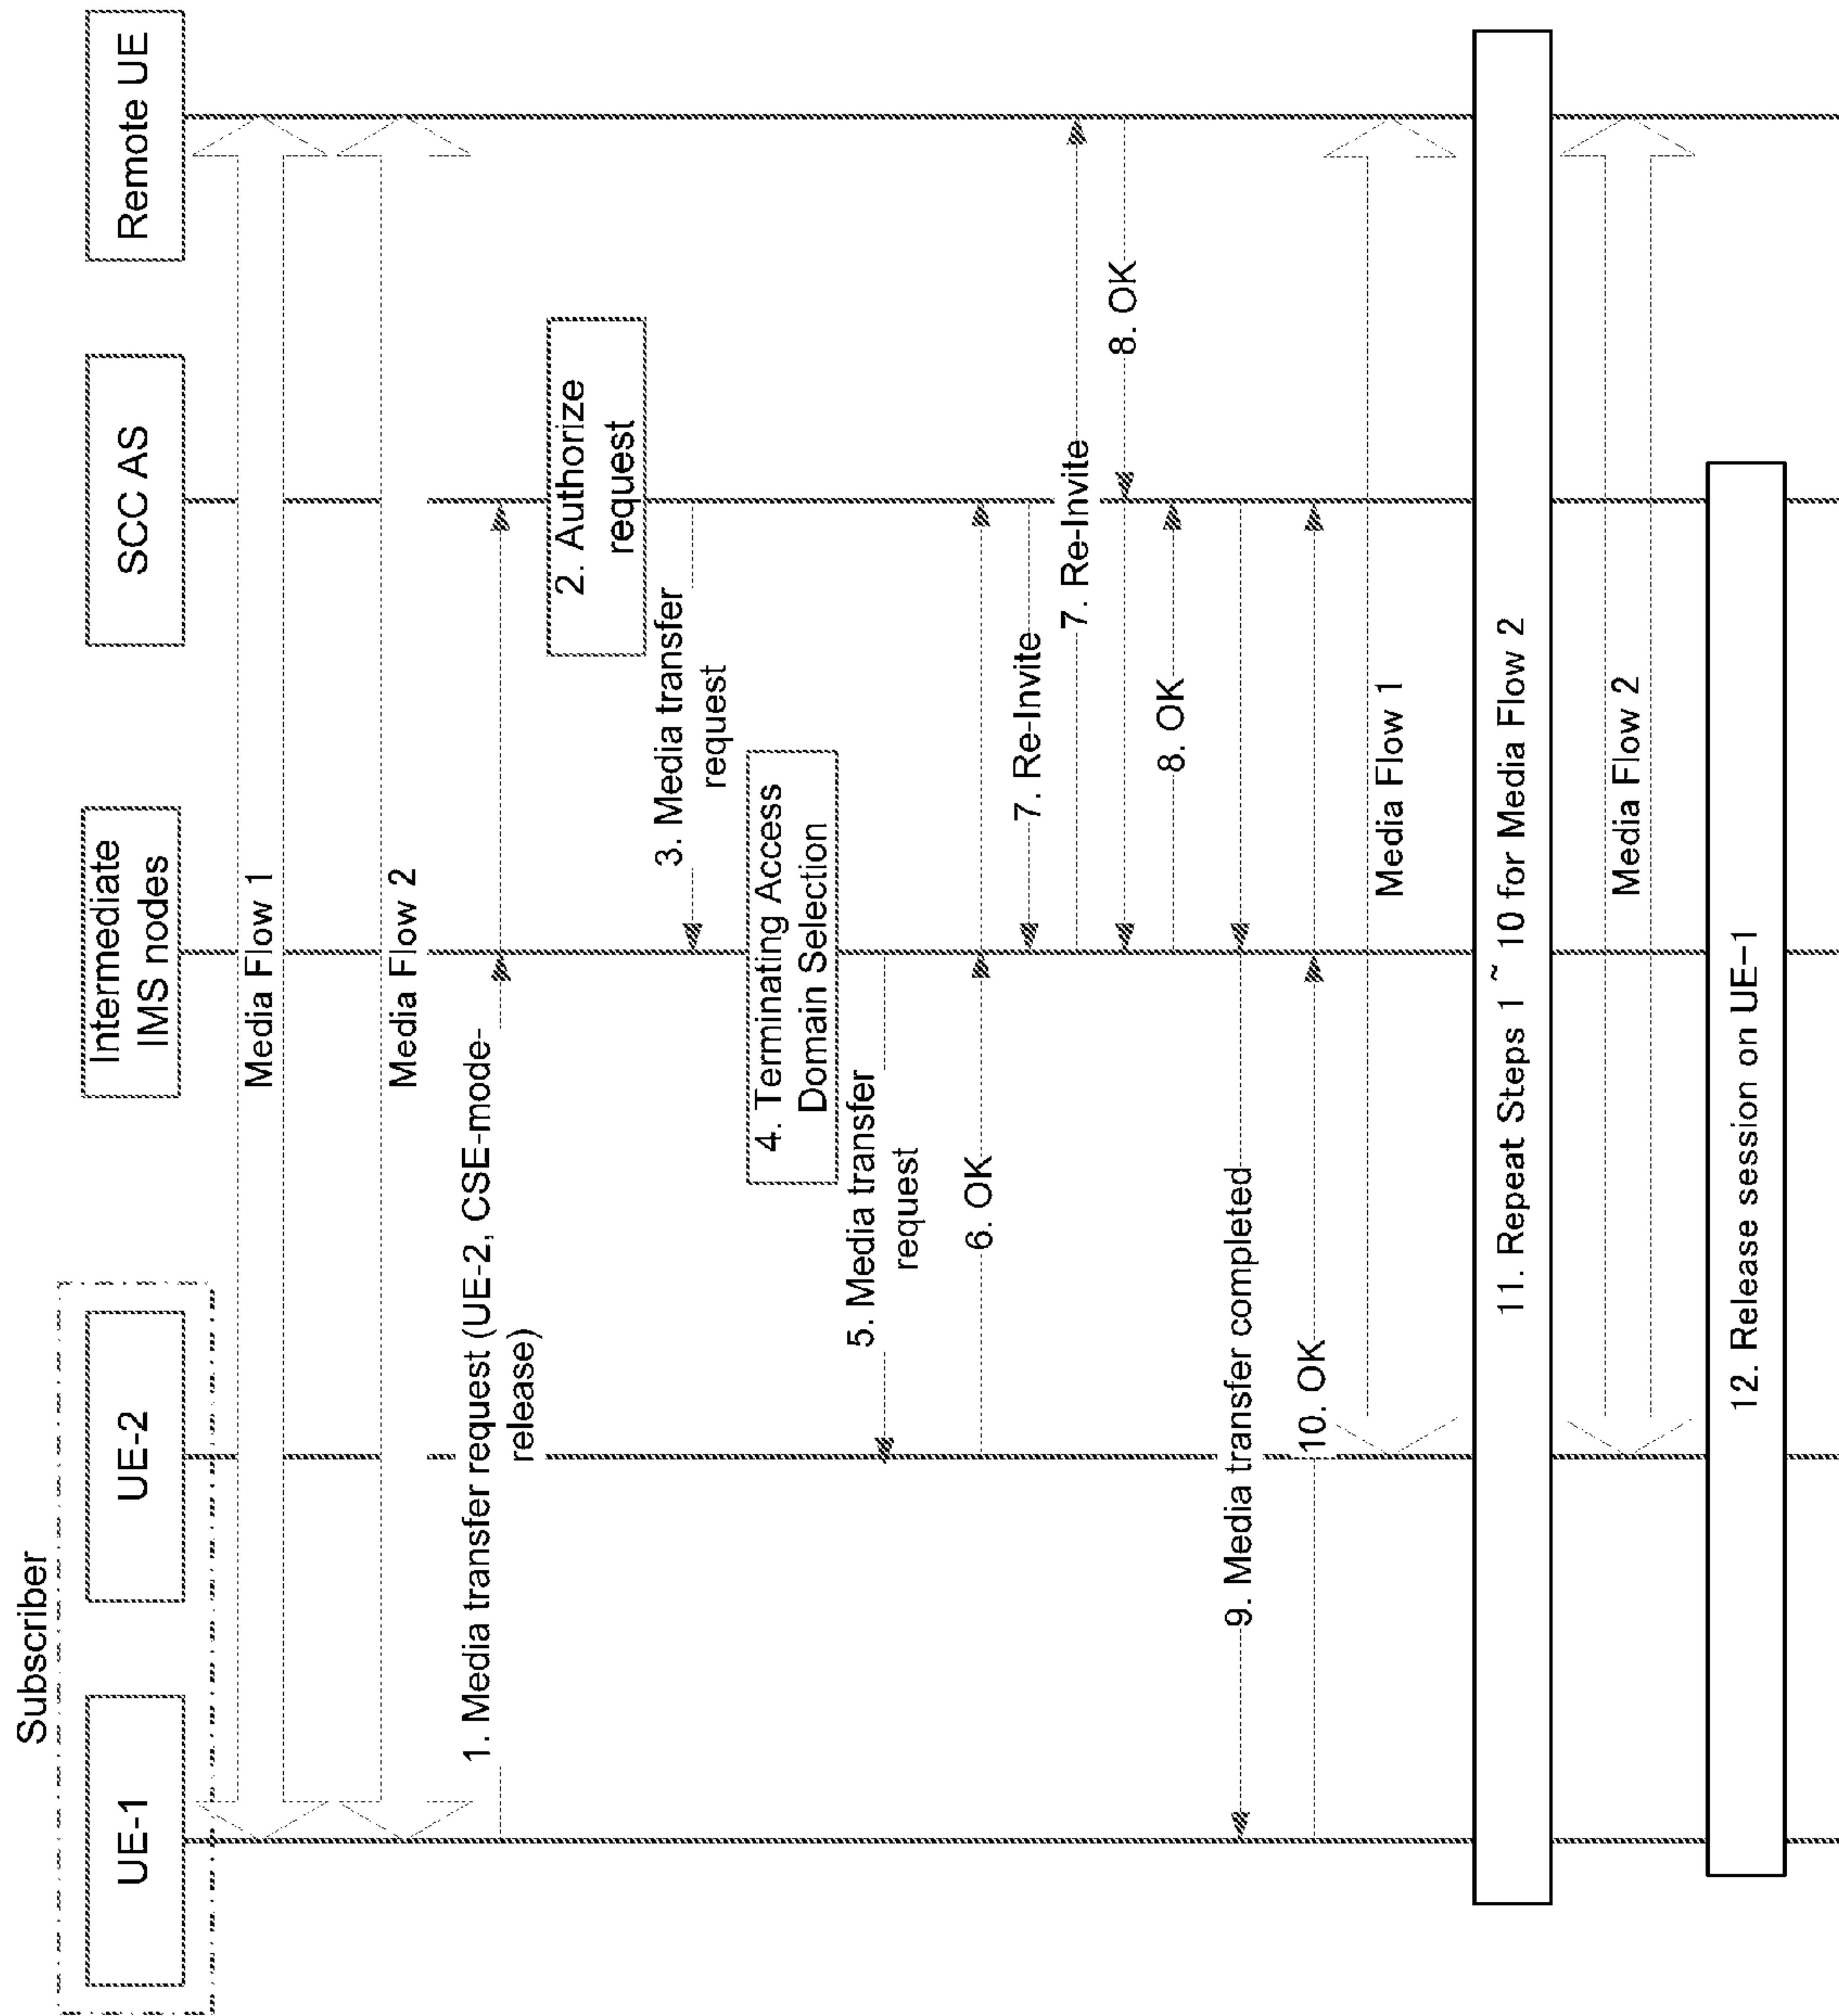 Subscriber
UE-1
UE-2
Intermediate
IMS nodes
SCC AS
Remote UE
Media Flow 1
Media Flow 2
1. Media transfer request (UE-2, CSE-mode-
release)
2. Authorize
request
3. Media transfer
request
4. Terminating Access
Domain Selection
5. Media transfer
request
6. OK
7. Re-Invite
7. Re-Invite
8. OK
8. OK
9. Media transfer completed
10. OK
Media Flow 1
11. Repeat Steps 1 ~ 10 for Media Flow 2
Media Flow 2
12. Release session on UE-1